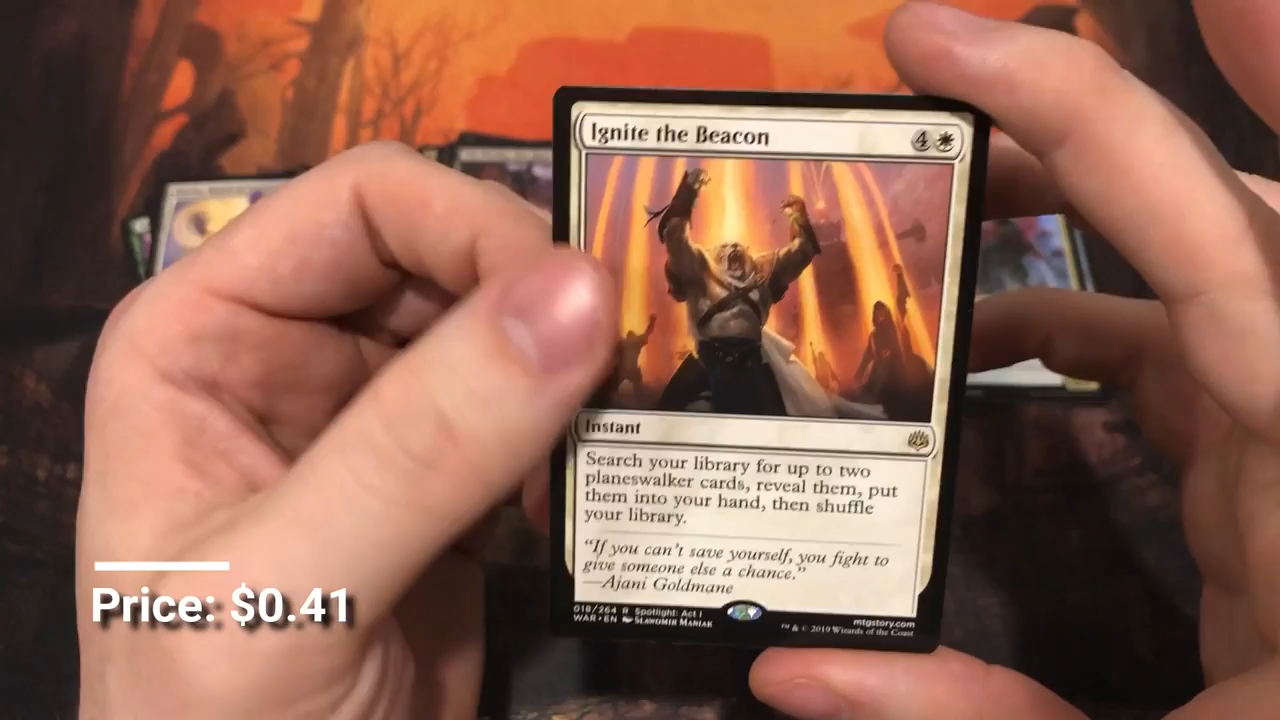 Ignite the Beacon 4
Instant
Search your library for up to two
planeswalker cards, reveal them, put
them into your hand, then shuffle
your library.
“If you can’t save yourself, you fight to
give someone else a chance.”
—Ajani Goldmane
018/264 R Spotlight: Act I
WAR • EN Slawomir Maniak
mtgstory.com
™ & © 2019 Wizards of the Coast
Price: $0.41